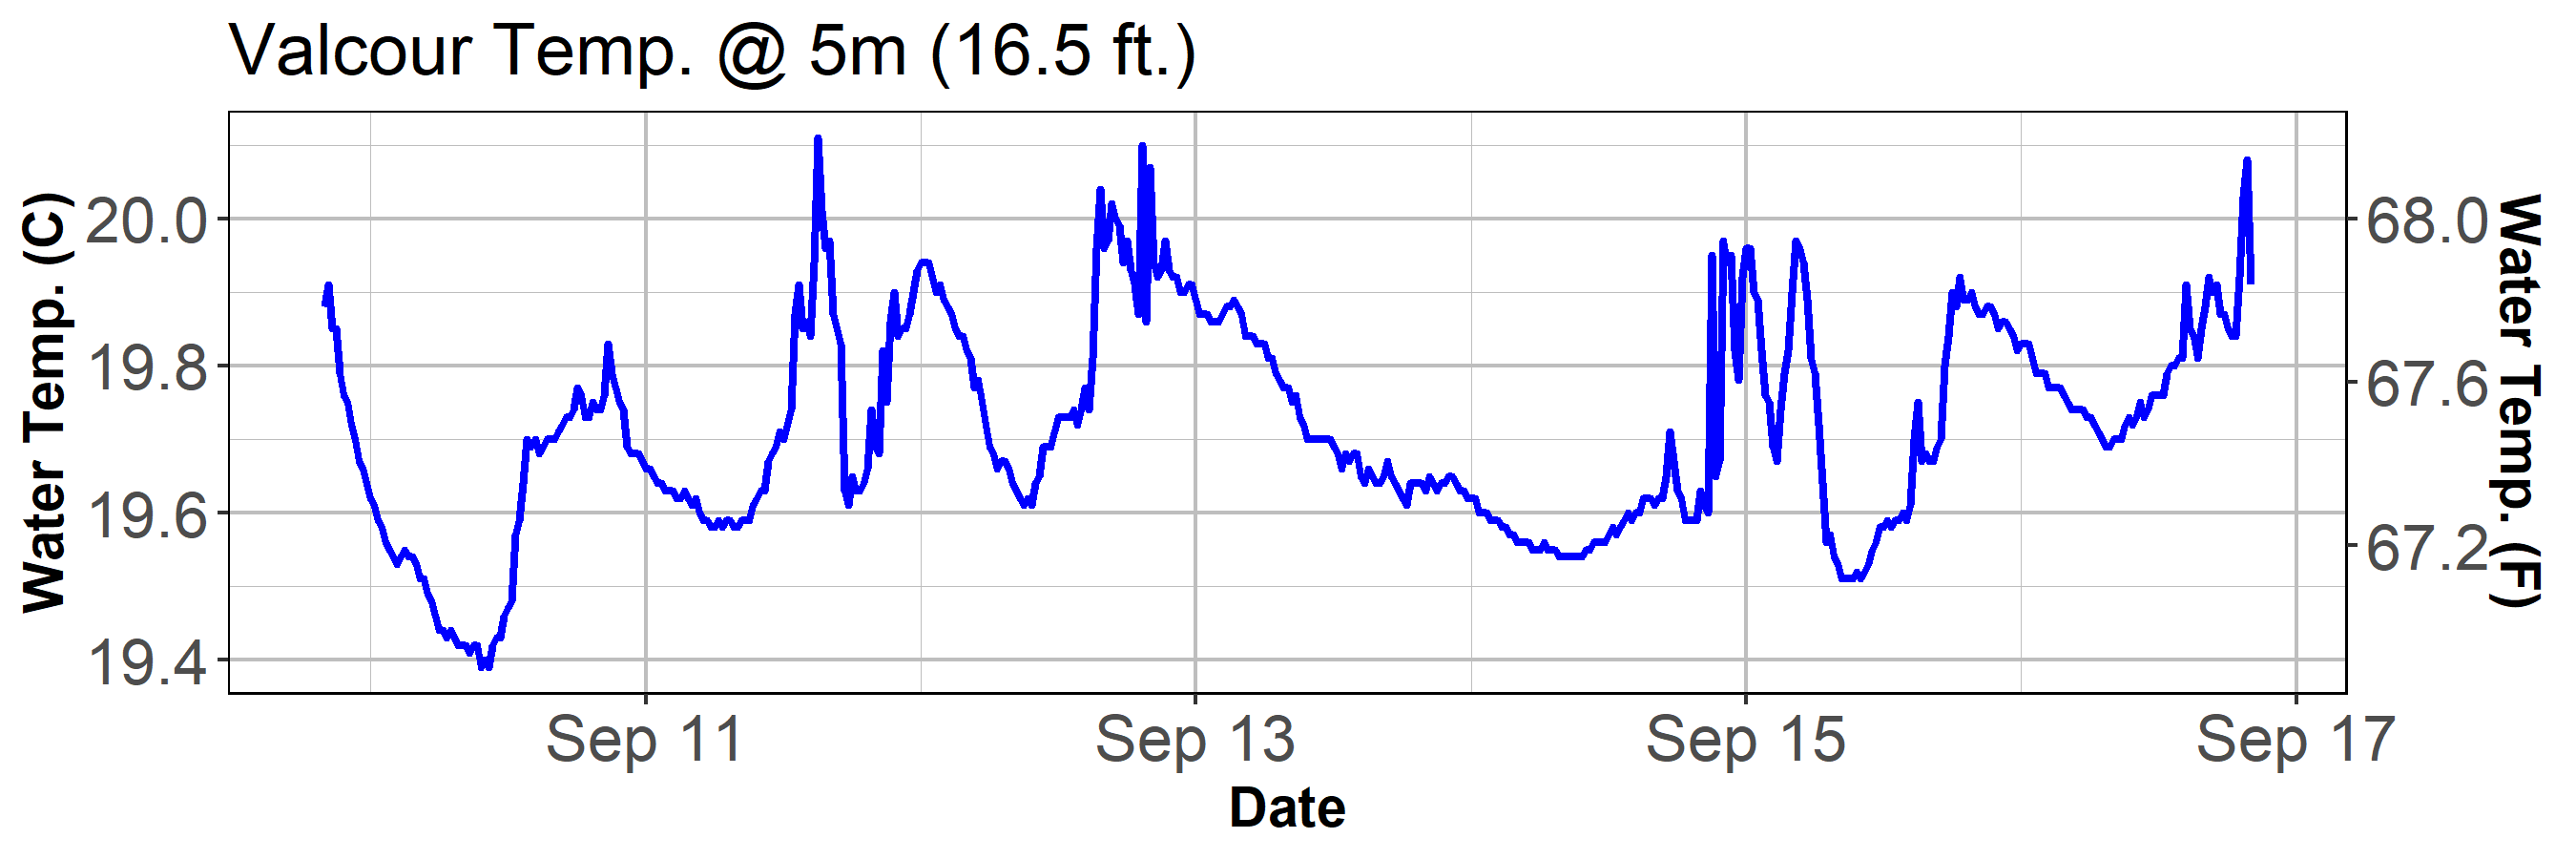 Valcour Temp. @ 5m (16.5 ft.)
Water Temp. (C)
20.0
19.8
19.6
19.4
68.0
67.6
67.2
Water Temp. (F)
Sep 11 Sep 13 Sep 15 Sep 17
Date